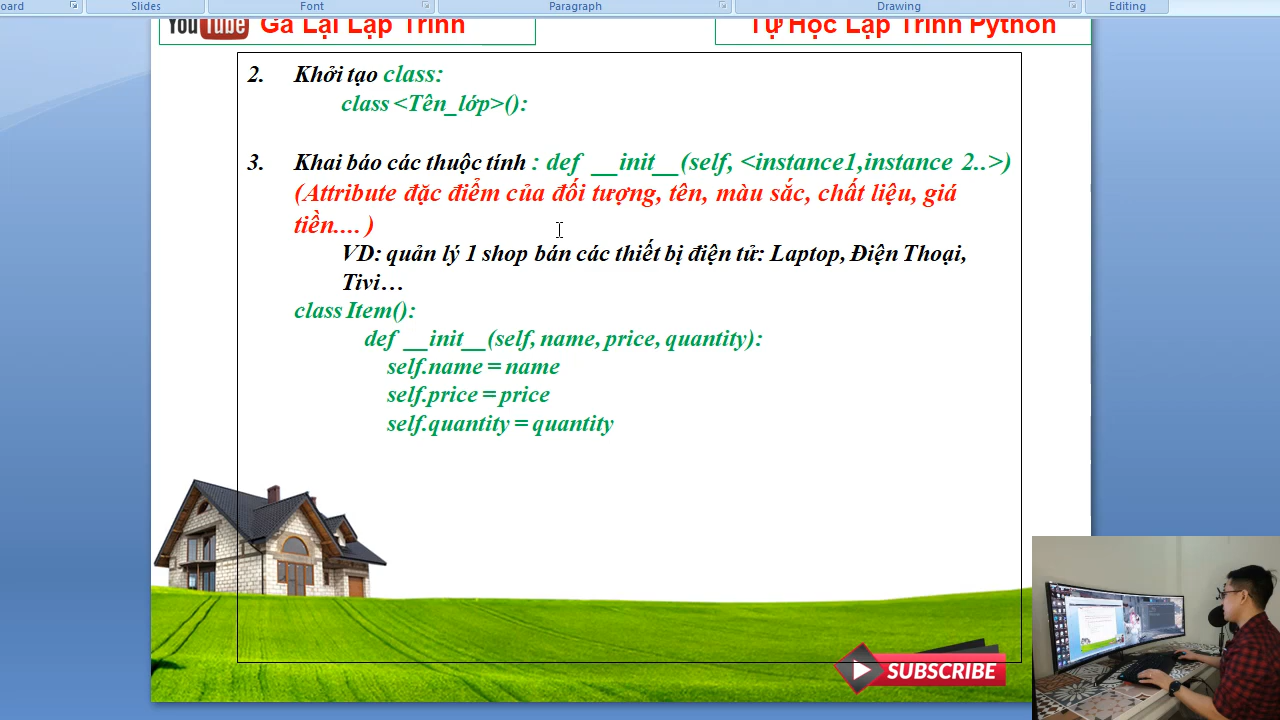 oard
Slides
Font
Paragraph
Drawing
Editing
YouTube Gà Lại Lập Trình
Tự Học Lập Trình Python
2. Khởi tạo class:
class <Tên_lớp>():
3. Khai báo các thuộc tính : def __init__(self, <instance1,instance 2..>)
(Attribute đặc điểm của đối tượng, tên, màu sắc, chất liệu, giá
tiền.... )
VD: quản lý 1 shop bán các thiết bị điện tử: Laptop, Điện Thoại,
Tivi…
class Item():
def __init__(self, name, price, quantity):
self.name = name
self.price = price
self.quantity = quantity
SUBSCRIBE